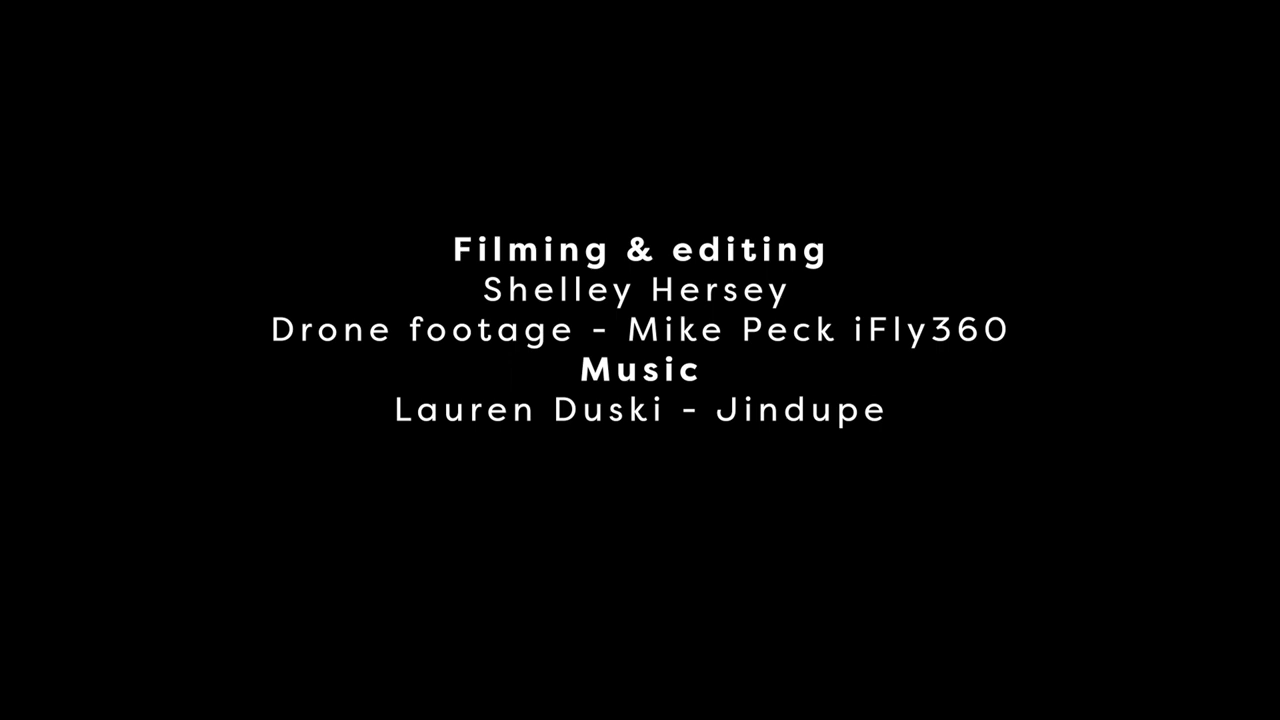 Filming & editing
Shelley Hersey
Drone footage - Mike Peck iFly360
Music
Lauren Duski - Jindupe